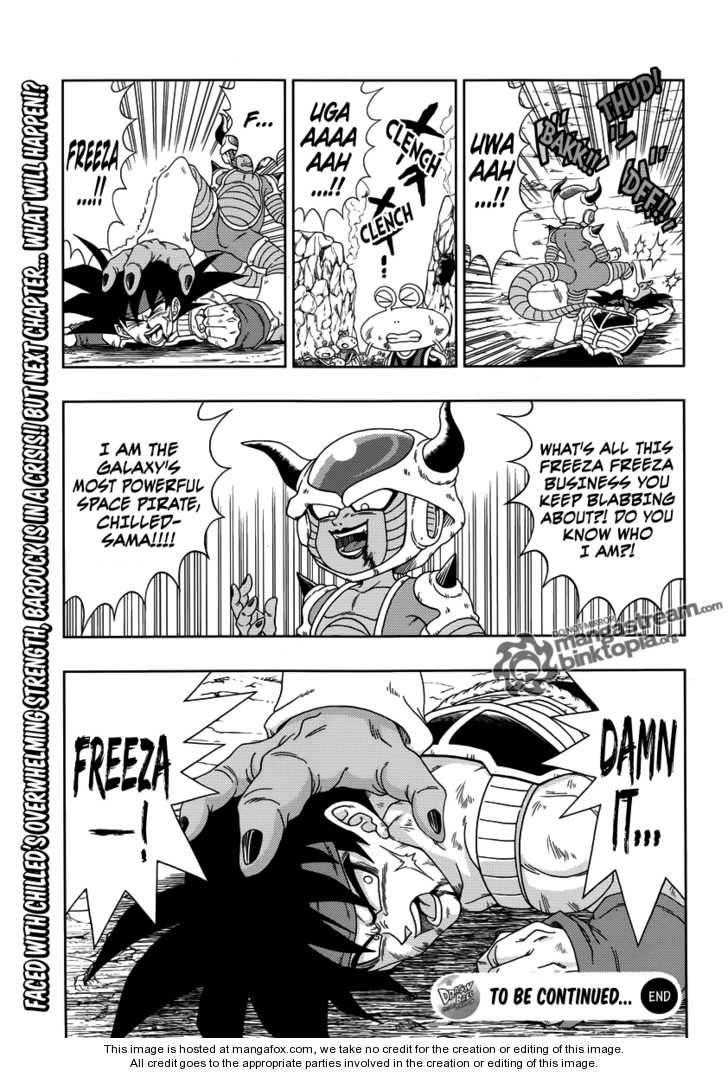 THUD!
BAKK!!
DFF!!
UWA
AAH
...!!
CLENCH
CLENCH
!
UGA
AAAA
AAH
...!!
F...
FREEZA
...!!
WHAT'S ALL THIS
FREEZA FREEZA
BUSINESS YOU
KEEP BLABBING
ABOUT?! DO YOU
KNOW WHO
I AM?!
I AM THE
GALAXY'S
MOST POWERFUL
SPACE PIRATE,
CHILLED-
SAMA!!!!
DO NOT MIRROR
mangastream.com
binktopia.org
DAMN
IT...
FREEZA
—!
TO BE CONTINUED... END
FACED WITH CHILLED'S OVERWHELMING STRENGTH, BARDOCK IS IN A CRISIS!! BUT NEXT CHAPTER... WHAT WILL HAPPEN!?
This image is hosted at mangafox.com, we take no credit for the creation or editing of this image.
All credit goes to the appropriate parties involved in the creation or editing of this image.